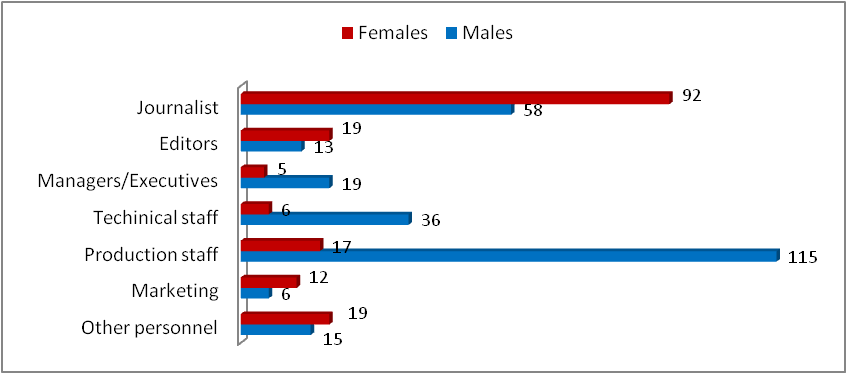 Females Males
Journalist 92
58
Editors 19
13
Managers/Executives 5
19
Techinical staff 6
36
Production staff 17
115
Marketing 12
6
Other personnel 19
15